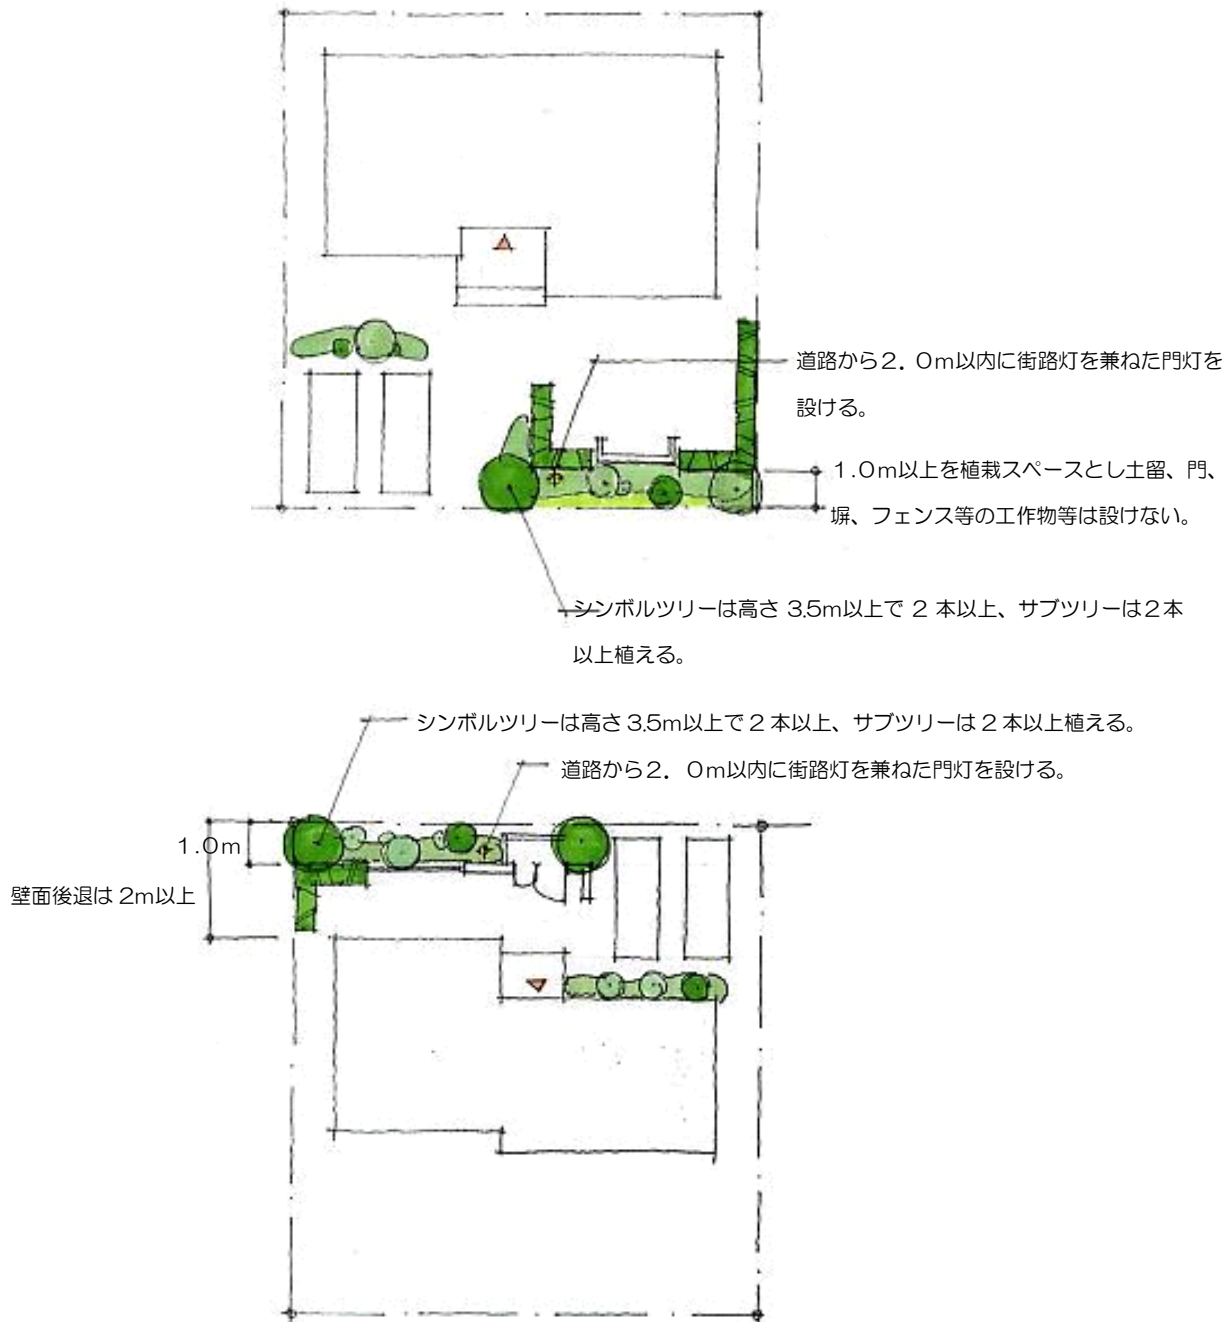 道路から2．0m以内に街路灯を兼ねた門灯を
設ける。
1.0m以上を植栽スペースとし土留、門、
塀、フェンス等の工作物等は設けない。
シンボルツリーは高さ 3.5m以上で 2 本以上、サブツリーは2本
以上植える。
シンボルツリーは高さ 3.5m以上で 2 本以上、サブツリーは 2 本以上植える。
道路から2．0m以内に街路灯を兼ねた門灯を設ける。
1.0m
壁面後退は 2m以上